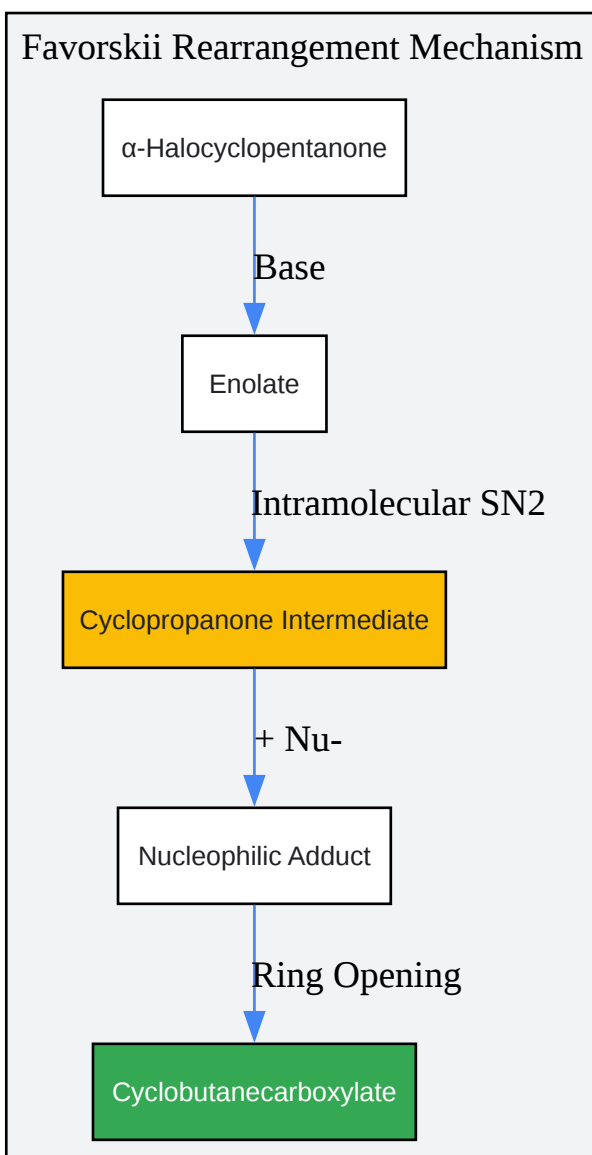 Favorskii Rearrangement Mechanism
α-Halocyclopentanone
Base
Enolate
Intramolecular SN2
Cyclopropanone Intermediate
+ Nu-
Nucleophilic Adduct
Ring Opening
Cyclobutanecarboxylate